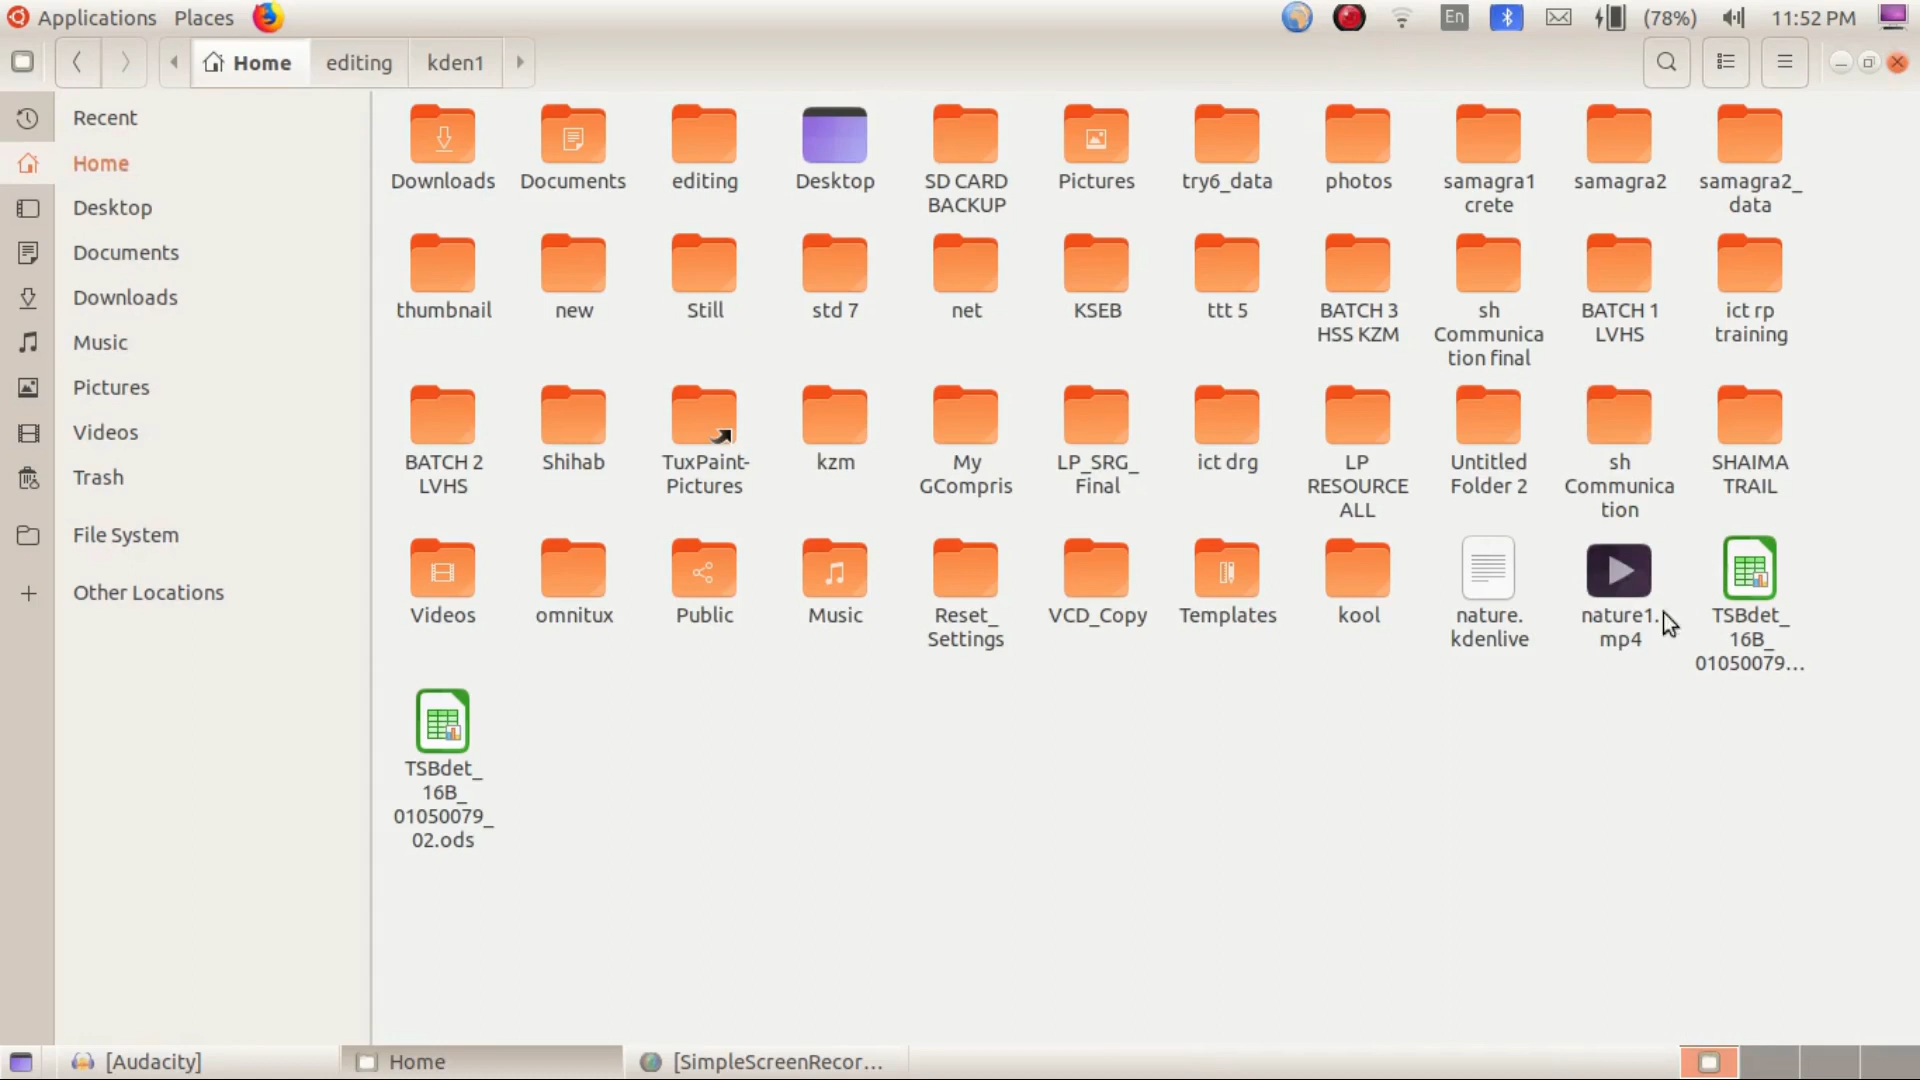 Applications Places En (78%) 11:52 PM
Home editing kden1
Recent
Home
Desktop
Documents
Downloads
Music
Pictures
Videos
Trash
File System
Other Locations
Downloads Documents editing Desktop SD CARD Pictures try6_data photos samagra1 samagra2 samagra2_
BACKUP crete data
thumbnail new Still std 7 net KSEB ttt 5 BATCH 3 sh BATCH 1 ict rp
HSS KZM Communica LVHS training
tion final
BATCH 2 Shihab TuxPaint- kzm My LP_SRG_ ict drg LP Untitled sh SHAIMA
LVHS Pictures GCompris Final RESOURCE Folder 2 Communica TRAIL
ALL tion
Videos omnitux Public Music Reset_ VCD_Copy Templates kool nature. nature1. TSBdet_
Settings kdenlive mp4 16B_
01050079...
TSBdet_
16B_
01050079_
02.ods
[Audacity] Home [SimpleScreenRecor...